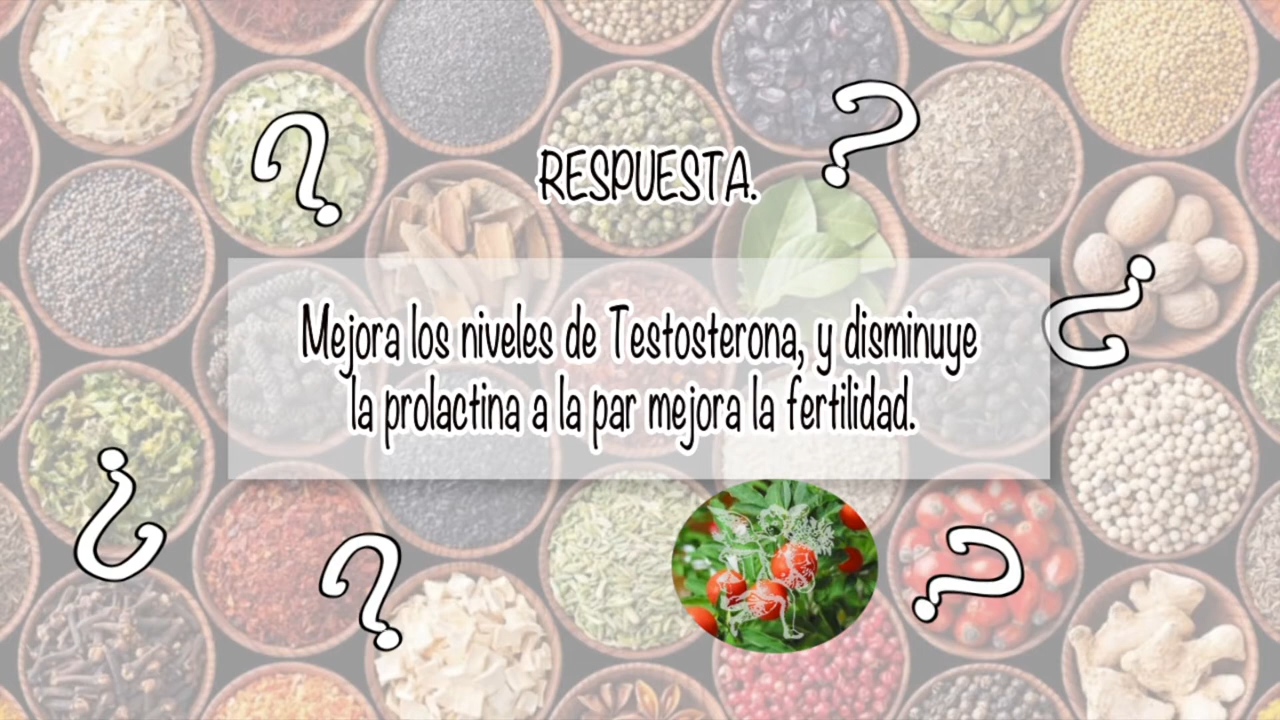 RESPUESTA.
Mejora los niveles de Testosterona, y disminuye
la prolactina a la par mejora la fertilidad.